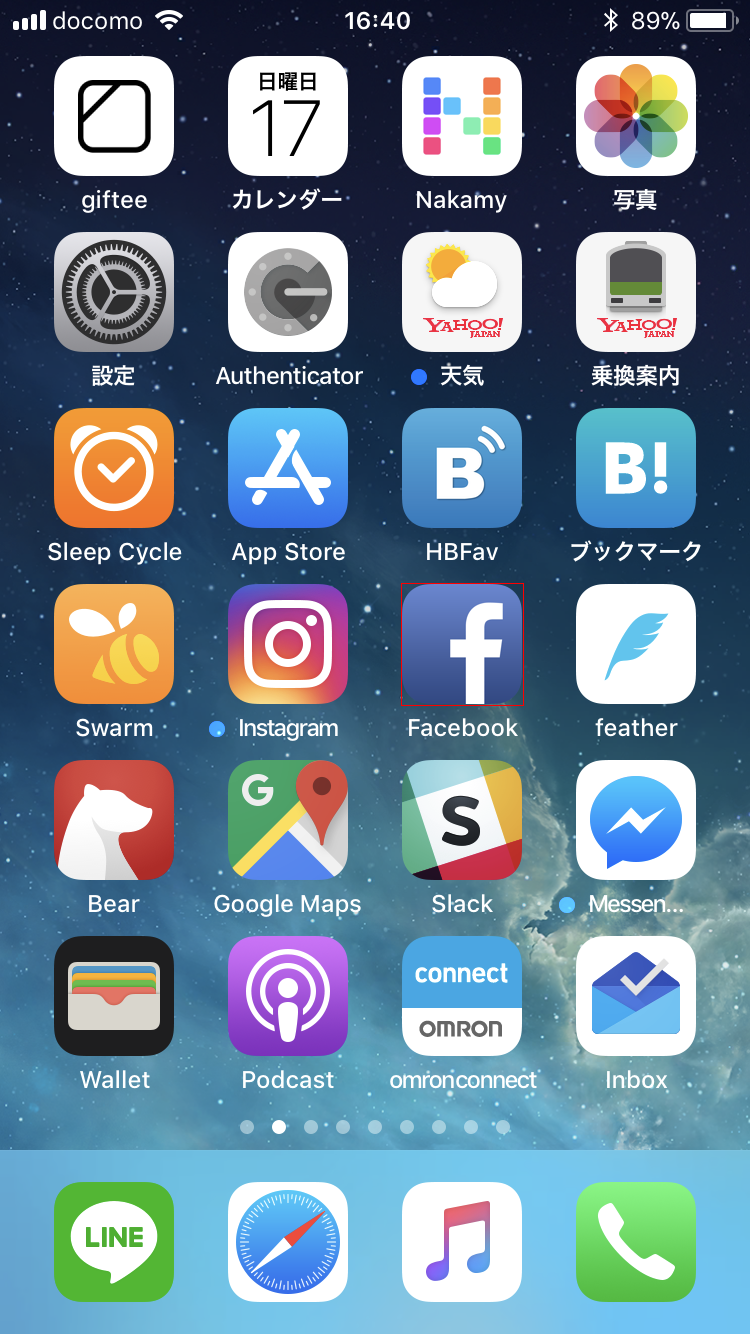 docomo 16:40 89%
日曜日
17
giftee カレンダー Nakamy 写真
YAHOO! JAPAN YAHOO! JAPAN
設定 Authenticator 天気 乗換案内
B B!
Sleep Cycle App Store HBFav ブックマーク
f
Swarm Instagram Facebook feather
G S
Bear Google Maps Slack Messen...
connect
OMRON
Wallet Podcast omronconnect Inbox
LINE